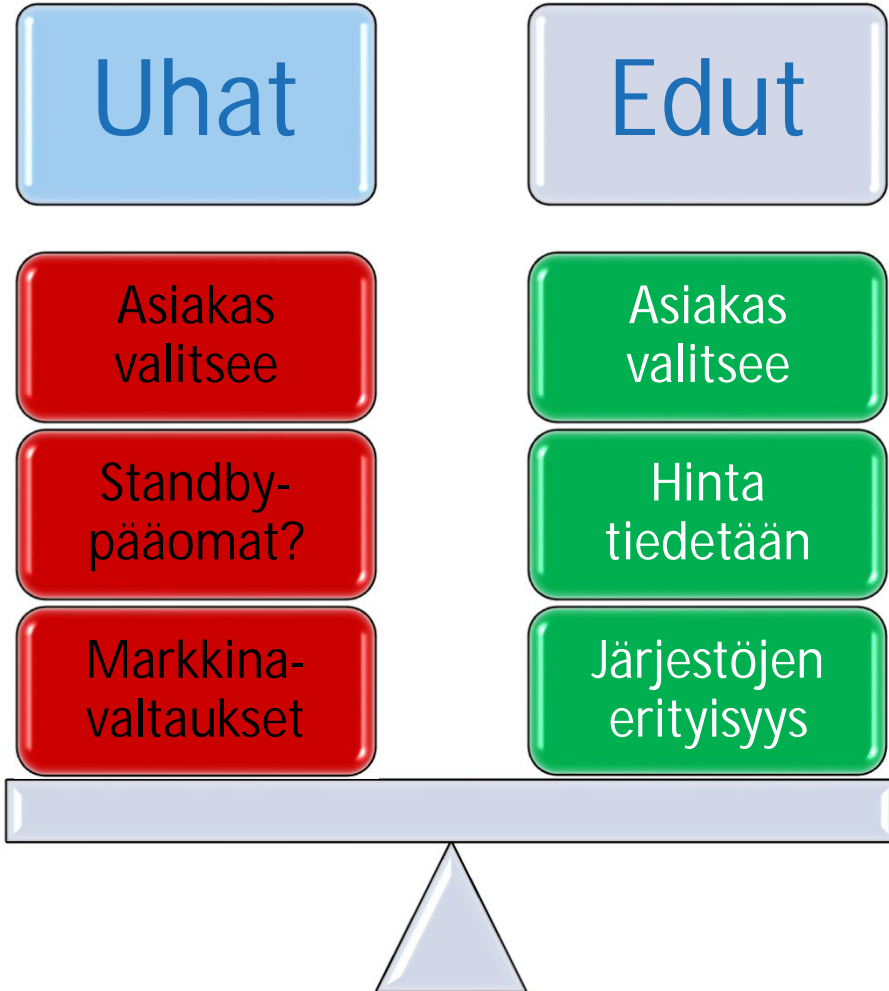 Uhat
Edut
Asiakas
valitsee
Asiakas
valitsee
Standby-
pääomat?
Hinta
tiedetään
Markkina-
valtaukset
Järjestöjen
erityisyys